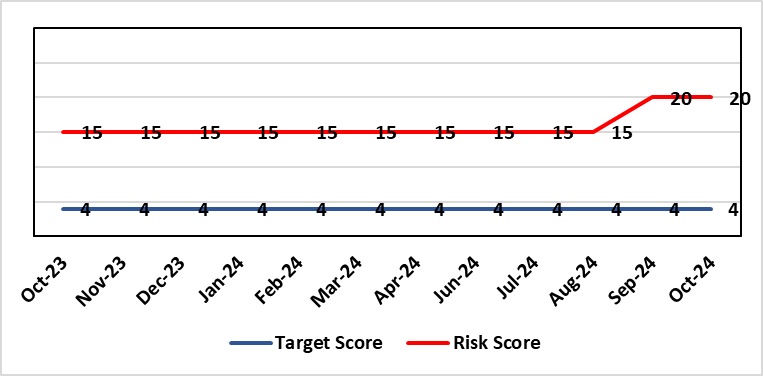 20 20
15 15 15 15 15 15 15 15 15 15
4 4 4 4 4 4 4 4 4 4 4 4
Oct-23 Nov-23 Dec-23 Jan-24 Feb-24 Mar-24 Apr-24 Jun-24 Jul-24 Aug-24 Sep-24 Oct-24
Target Score Risk Score